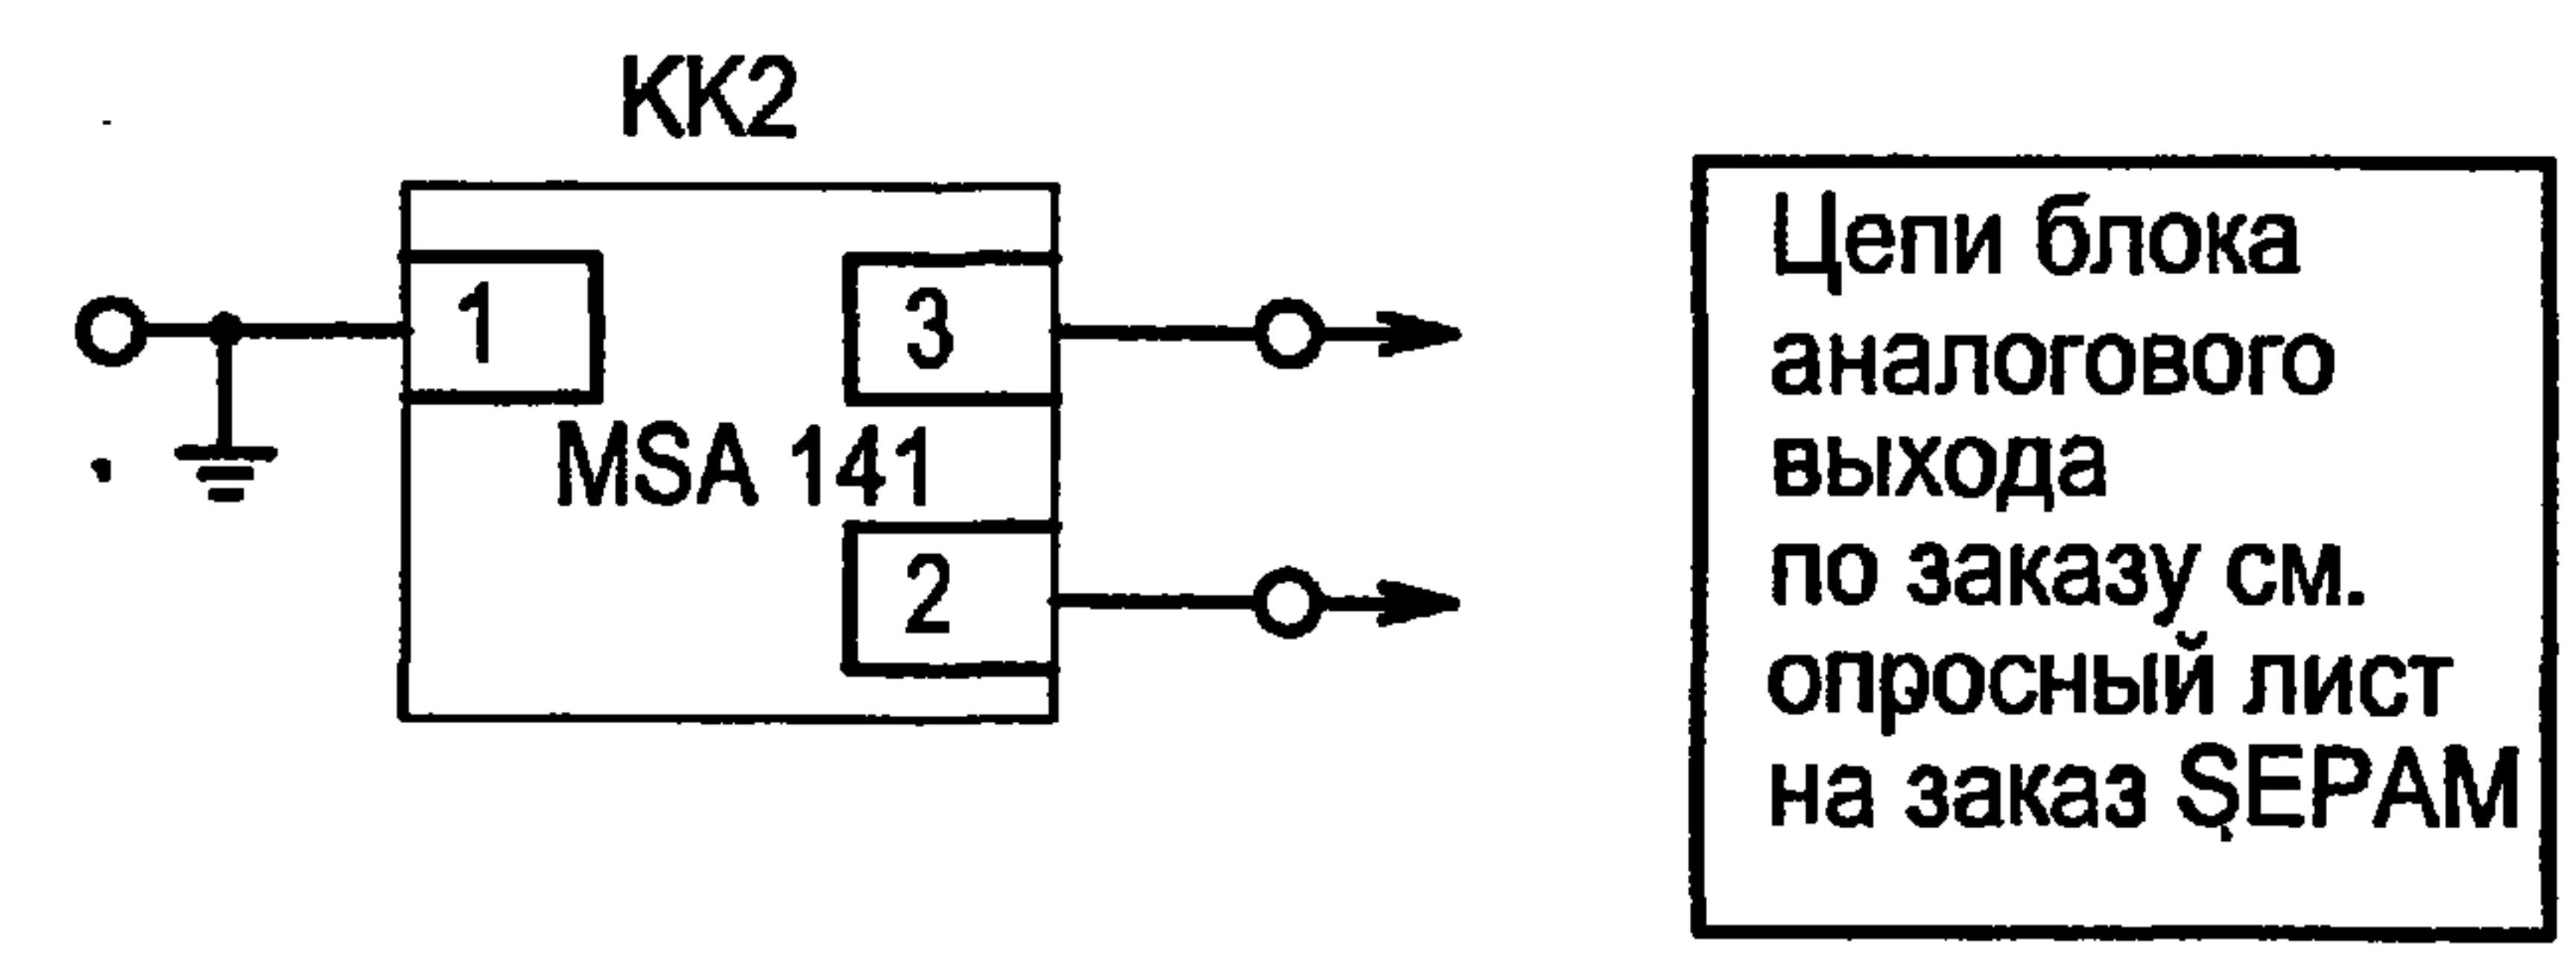 KK2
1
3
MSA 141
2
Цепи блока
аналогового
выхода
по заказу см.
опросный лист
на заказ SEPAM